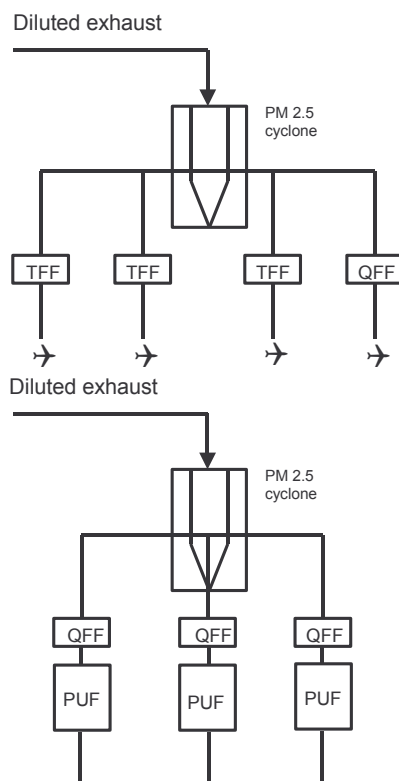 Diluted exhaust
PM 2.5
cyclone
TFF TFF TFF QFF
Diluted exhaust
PM 2.5
cyclone
QFF QFF QFF
PUF PUF PUF